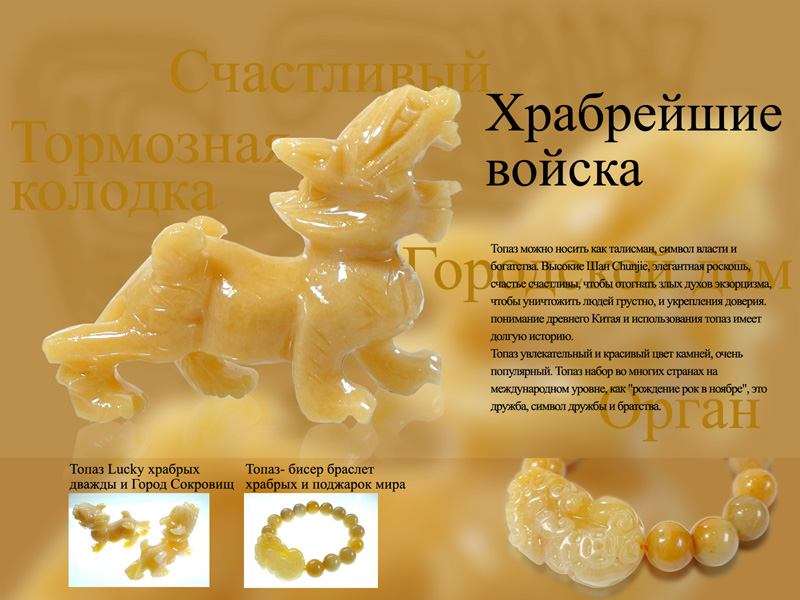 Счастливый
Тормозная
колодка
Храбрейшие
войска
Городской дом
Топаз можно носить как талисман, символ власти и
богатства. Высокие Шан Chunjie, элегантная роскошь,
счастье счастливы, чтобы отогнать злых духов экзорцизма,
чтобы уничтожить людей грустно, и укрепления доверия.
понимание древнего Китая и использования топаз имеет
долгую историю.
Топаз увлекательный и красивый цвет камней, очень
популярный. Топаз набор во многих странах на
международном уровне, как "рождение рок в ноябре", это
дружба, символ дружбы и братства.
Орган
Топаз Lucky храбрых
дважды и Город Сокровищ
Топаз- бисер браслет
храбрых и поджарок мира